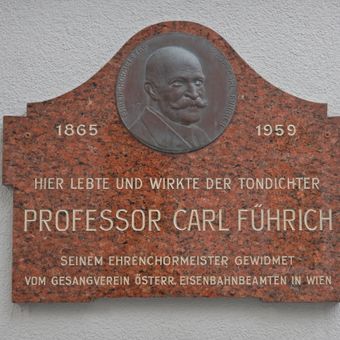 1865 1959
HIER LEBTE UND WIRKTE DER TONDICHTER
PROFESSOR CARL FÜHRICH
SEINEM EHRENCHORMEISTER GEWIDMET
VOM GESANGVEREIN ÖSTERR. EISENBAHNBEAMTEN IN WIEN